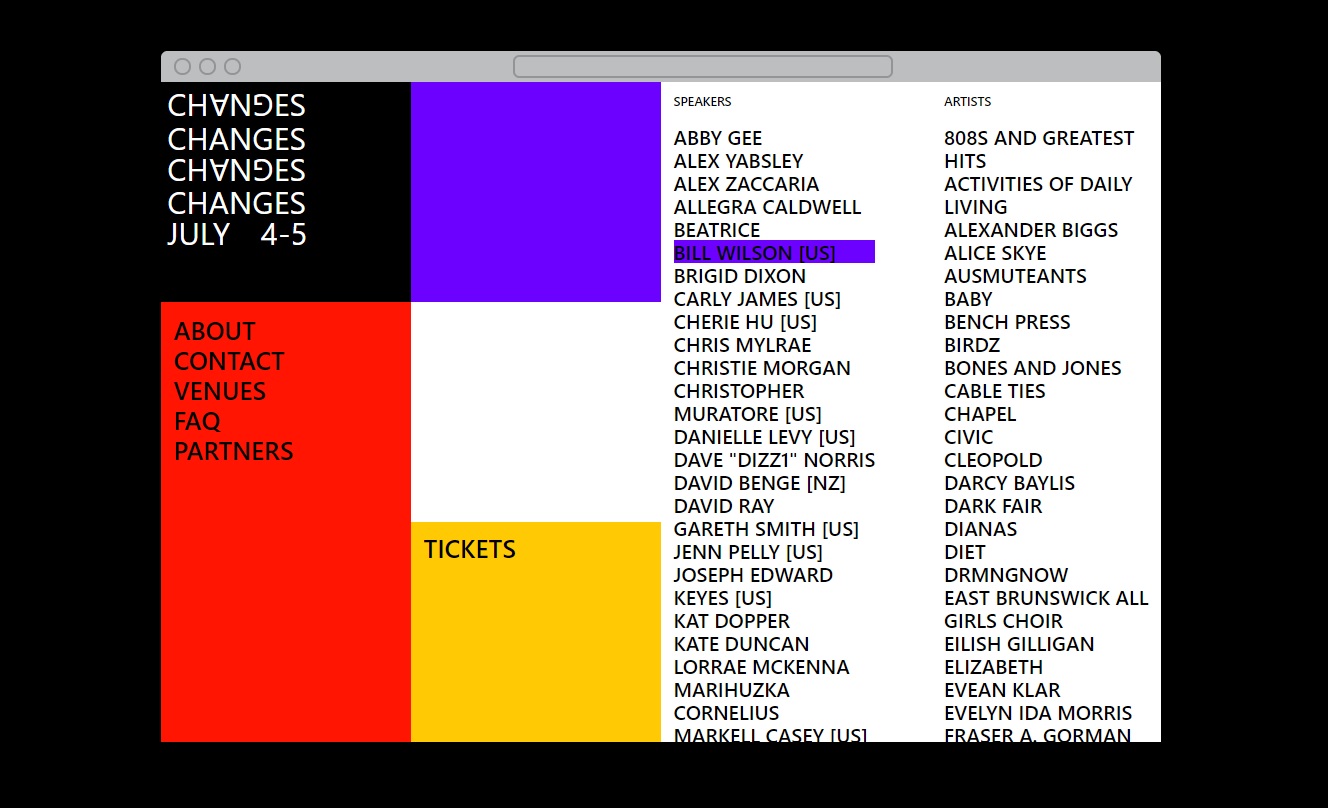 CH∀NƎES
CHANGES
CH∀NƎES
CHANGES
JULY 4-5
ABOUT
CONTACT
VENUES
FAQ
PARTNERS
TICKETS
SPEAKERS
ABBY GEE
ALEX YABSLEY
ALEX ZACCARIA
ALLEGRA CALDWELL
BEATRICE
BILL WILSON [US]
BRIGID DIXON
CARLY JAMES [US]
CHERIE HU [US]
CHRIS MYLRAE
CHRISTIE MORGAN
CHRISTOPHER
MURATORE [US]
DANIELLE LEVY [US]
DAVE "DIZZ1" NORRIS
DAVID BENGE [NZ]
DAVID RAY
GARETH SMITH [US]
JENN PELLY [US]
JOSEPH EDWARD
KEYES [US]
KAT DOPPER
KATE DUNCAN
LORRAE MCKENNA
MARIHUZKA
CORNELIUS
MARKELL CASEY [US]
ARTISTS
808S AND GREATEST
HITS
ACTIVITIES OF DAILY
LIVING
ALEXANDER BIGGS
ALICE SKYE
AUSMUTEANTS
BABY
BENCH PRESS
BIRDZ
BONES AND JONES
CABLE TIES
CHAPEL
CIVIC
CLEOPOLD
DARCY BAYLIS
DARK FAIR
DIANAS
DIET
DRMNGNOW
EAST BRUNSWICK ALL
GIRLS CHOIR
EILISH GILLIGAN
ELIZABETH
EVEAN KLAR
EVELYN IDA MORRIS
FRASER A. GORMAN